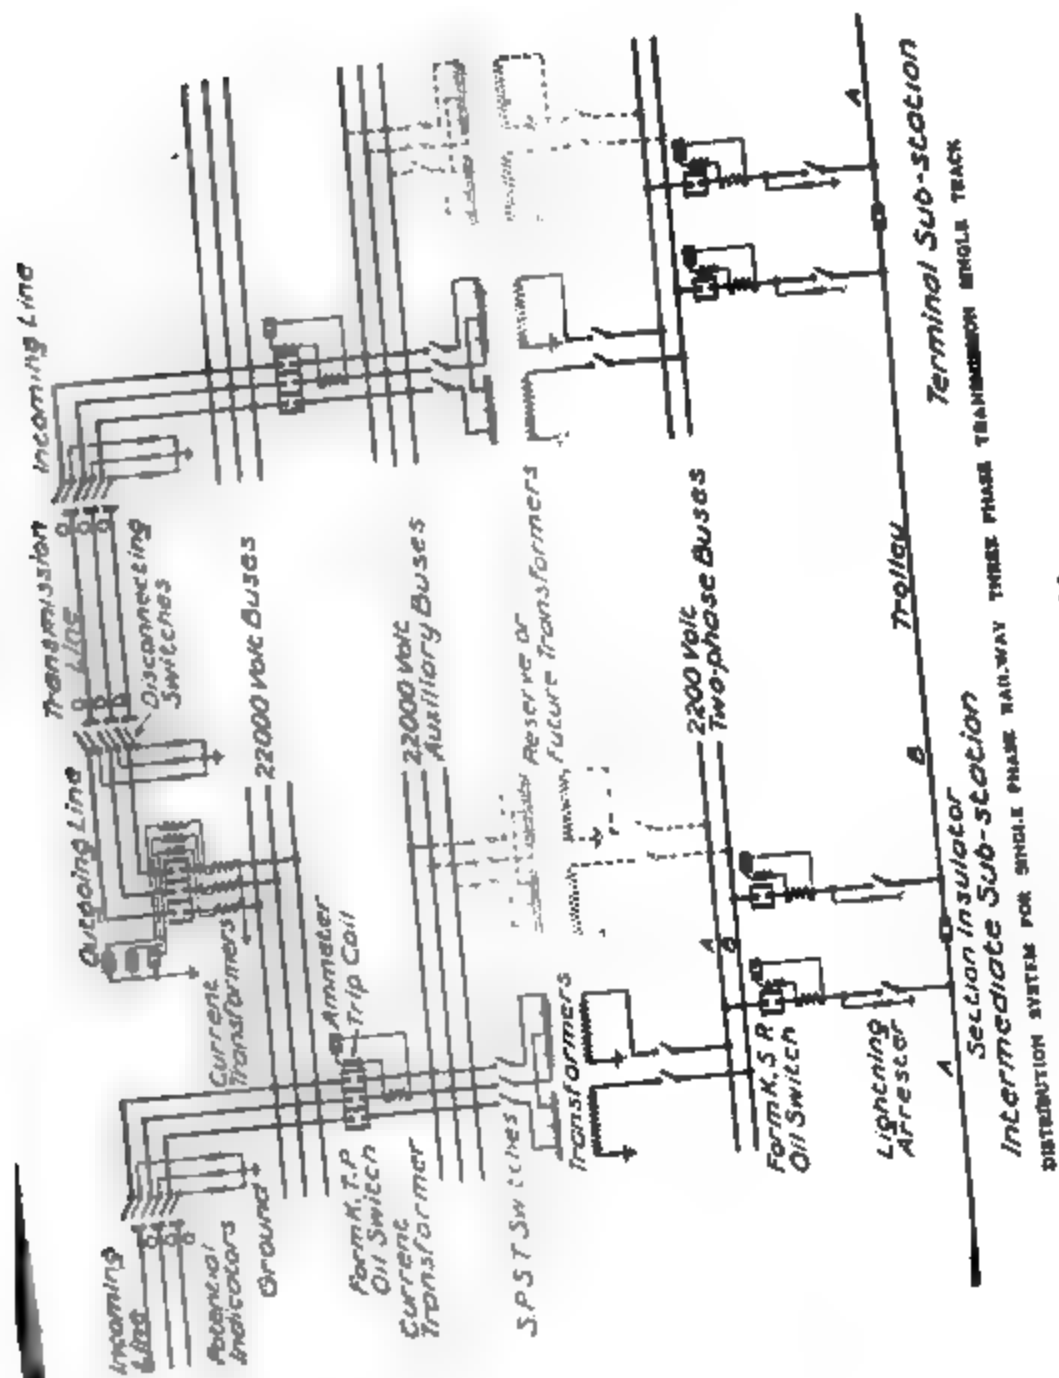 Incoming
Line
Potential
Indicators
Ground
Form K.T.P
Oil Switch
Current
Transformer
S.P S T Switches
Transformers
Form K.S R
Oil Switch
Lightning
Arrester
Outgoing Line
Current
Transformers
Ammeter
Trip Coil
Transmission
Line
Disconnecting
Switches
22000 Volt Buses
22000 Volt
Auxiliary Buses
Reserve or
Future Transformers
2200 Volt
Two-phase Buses
Incoming Line
A
B
A
B
A
Trolley
Section Insulator
Intermediate Sub-station
Terminal Sub-station
DISTRIBUTION SYSTEM FOR SINGLE PHASE RAILWAY THREE PHASE TRANSMISSION SINGLE TRACK